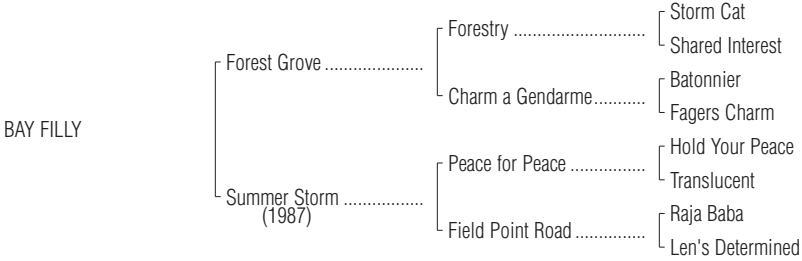 Storm Cat
Forestry ............................
Shared Interest
Forest Grove .....................
Batonnier
Charm a Gendarme...........
Fagers Charm
BAY FILLY
Hold Your Peace
Peace for Peace ................
Translucent
Summer Storm .................
(1987)
Raja Baba
Field Point Road ...............
Len's Determined